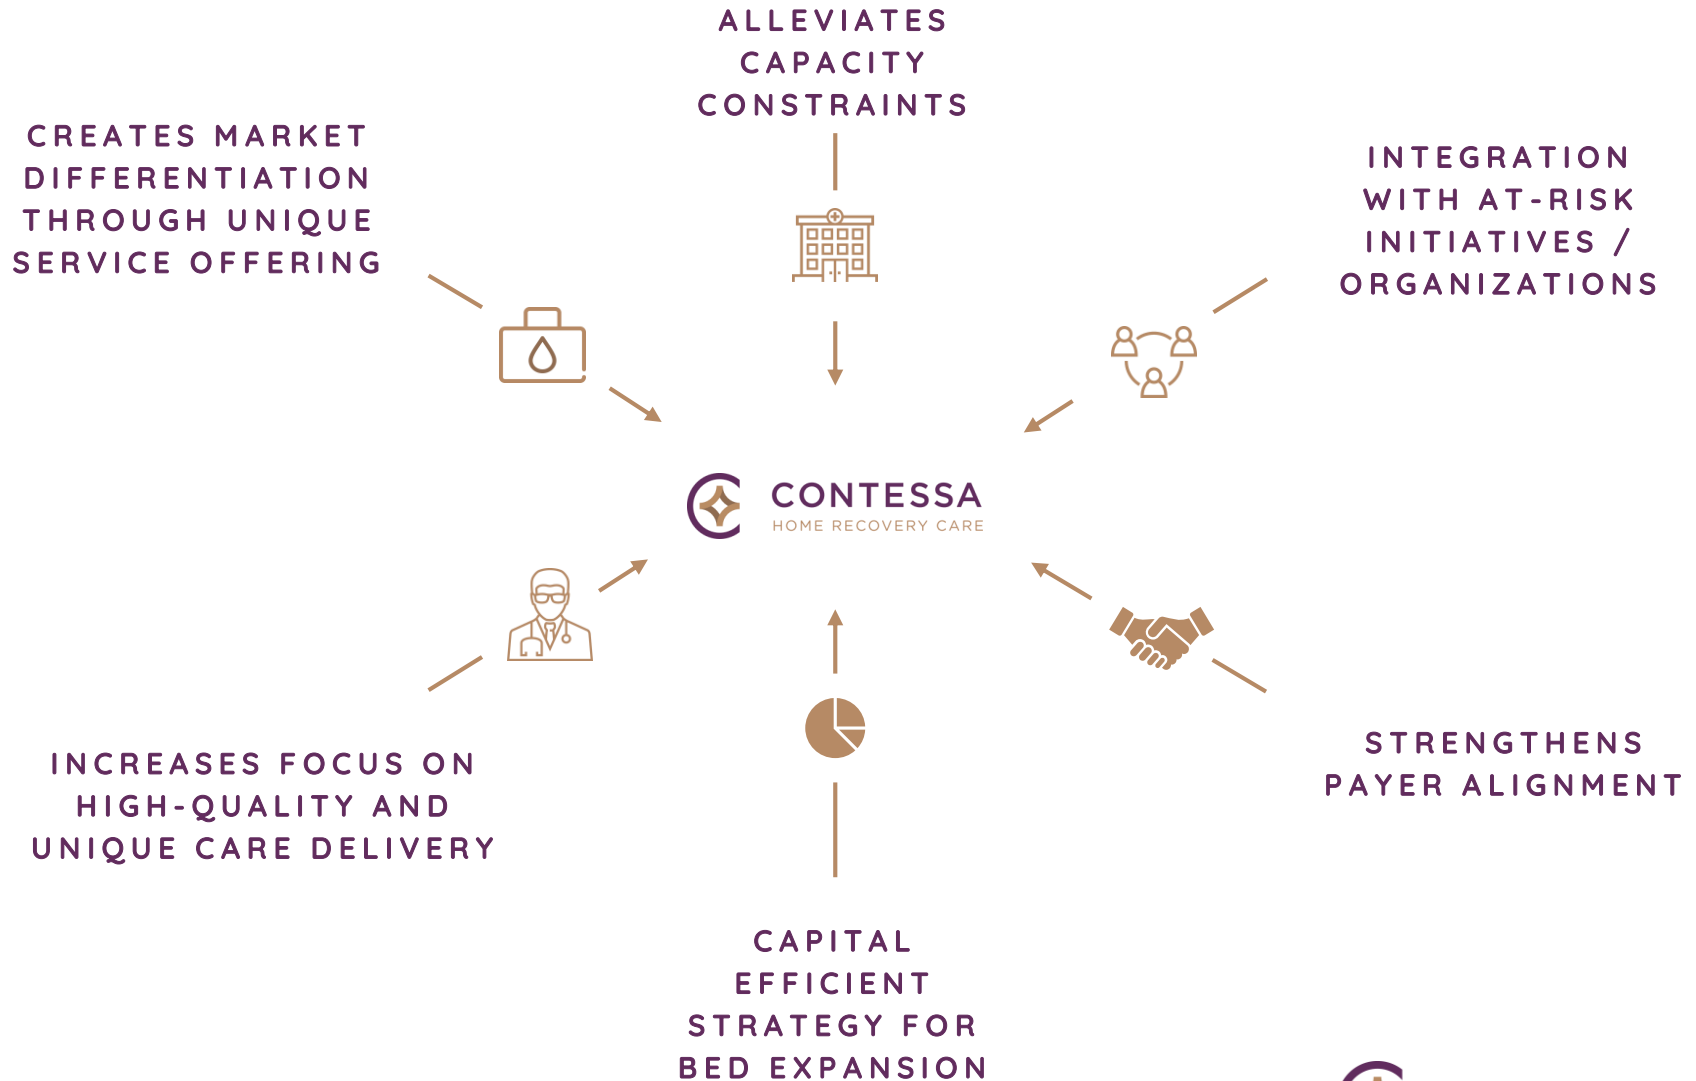 ALLEVIATES
CAPACITY
CONSTRAINTS
CREATES MARKET
DIFFERENTIATION
THROUGH UNIQUE
SERVICE OFFERING
INTEGRATION
WITH AT-RISK
INITIATIVES /
ORGANIZATIONS
CONTESSA
HOME RECOVERY CARE
INCREASES FOCUS ON
HIGH-QUALITY AND
UNIQUE CARE DELIVERY
STRENGTHENS
PAYER ALIGNMENT
CAPITAL
EFFICIENT
STRATEGY FOR
BED EXPANSION